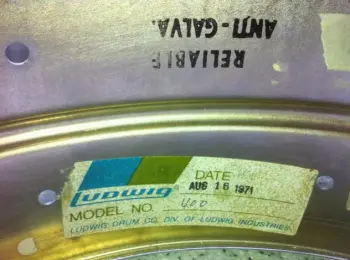 RELIABLE
ANTI-GALVA.
Ludwig
DATE AUG 16 1971
MODEL NO. 400
LUDWIG DRUM CO. DIV. OF LUDWIG INDUSTRIES